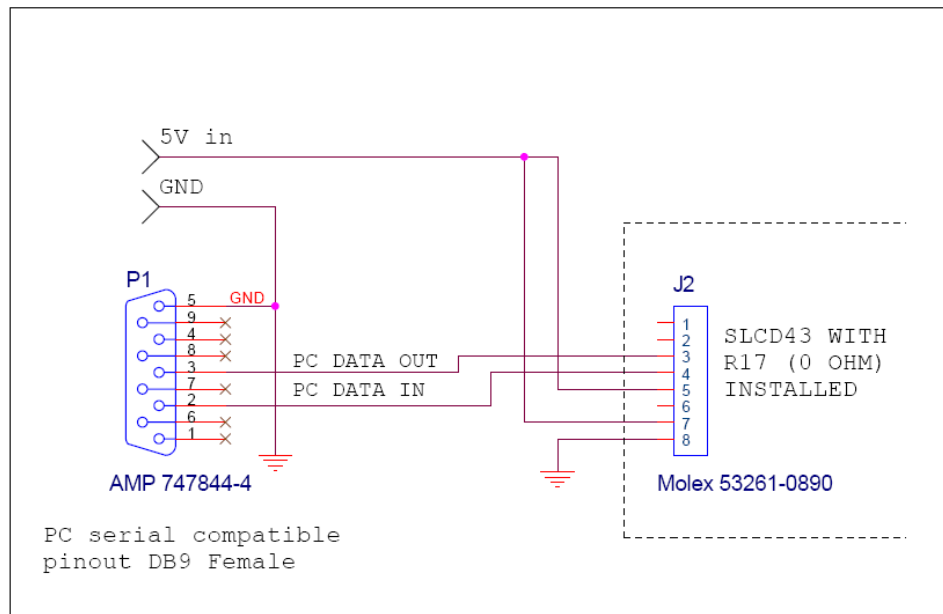 5V in
GND
P1
5
GND
9
4
8
3
PC DATA OUT
7
PC DATA IN
2
6
1
AMP 747844-4
PC serial compatible
pinout DB9 Female
J2
1
2
3
4
5
6
7
8
SLCD43 WITH
R17 (0 OHM)
INSTALLED
Molex 53261-0890